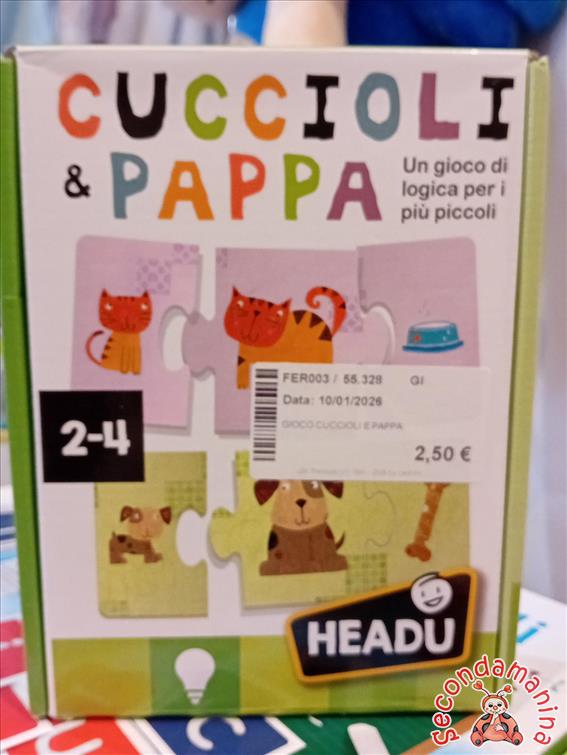 CUCCIOLI
& PAPPA
Un gioco di
logica per i
più piccoli
FER003 / 55.328 GI
Data: 10/01/2026
GIOCO CUCCIOLI E PAPPA
2,50 €
2-4
HEADU
secondamanina